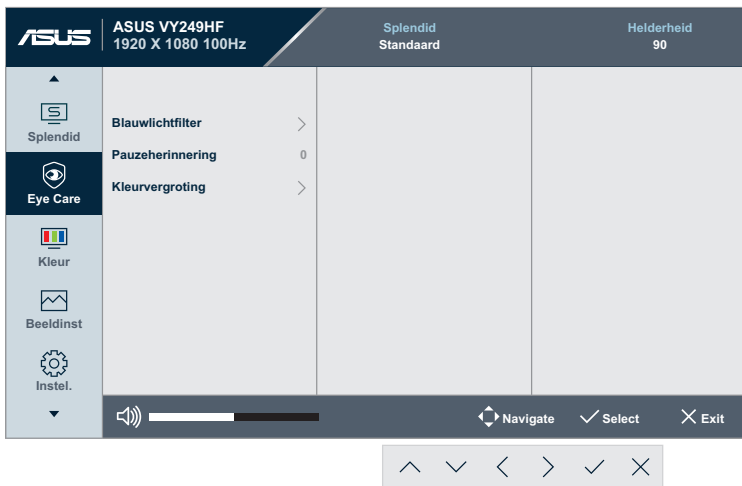 ASUS
ASUS VY249HF
1920 X 1080 100Hz
Splendid
Standaard
Helderheid
90
Splendid
Eye Care
Kleur
Beeldinst
Instel.
Blauwlichtfilter
Pauzeherinnering 0
Kleurvergroting
Navigate Select Exit